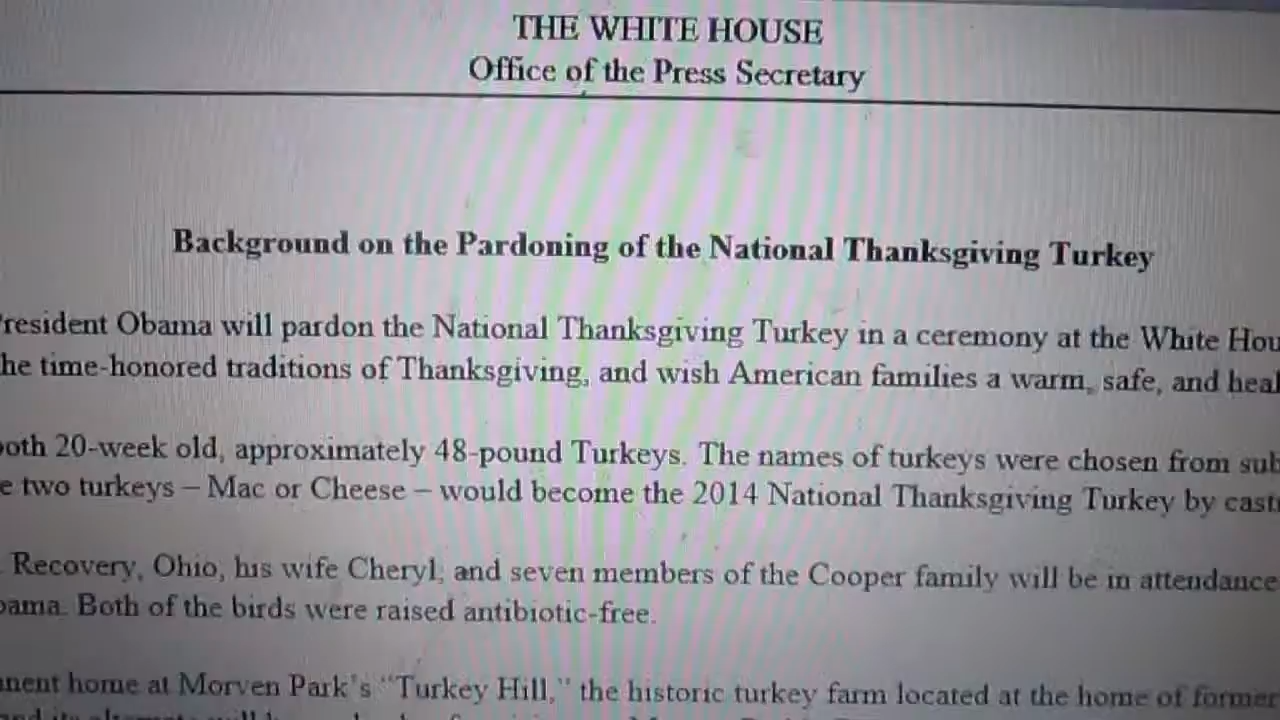 THE WHITE HOUSE
Office of the Press Secretary
Background on the Pardoning of the National Thanksgiving Turkey
President Obama will pardon the National Thanksgiving Turkey in a ceremony at the White Hou
he time-honored traditions of Thanksgiving, and wish American families a warm, safe, and heal
both 20-week old, approximately 48-pound Turkeys. The names of turkeys were chosen from sub
e two turkeys – Mac or Cheese – would become the 2014 National Thanksgiving Turkey by cast
Recovery, Ohio, his wife Cheryl, and seven members of the Cooper family will be in attendance
bama. Both of the birds were raised antibiotic-free.
nent home at Morven Park's “Turkey Hill,” the historic turkey farm located at the home of former